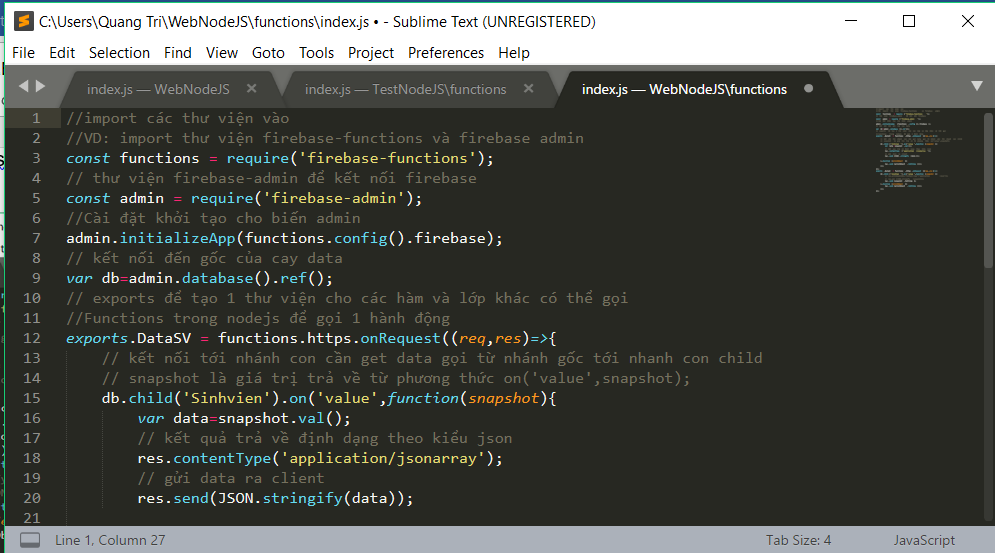 C:\Users\Quang Tri\WebNodeJS\functions\index.js • - Sublime Text (UNREGISTERED)
File Edit Selection Find View Goto Tools Project Preferences Help
index.js — WebNodeJS index.js — TestNodeJS\functions index.js — WebNodeJS\functions
1 //import các thư viện vào
2 //VD: import thư viện firebase-functions và firebase admin
3 const functions = require('firebase-functions');
4 // thư viện firebase-admin để kết nối firebase
5 const admin = require('firebase-admin');
6 //Cài đặt khởi tạo cho biến admin
7 admin.initializeApp(functions.config().firebase);
8 // kết nối đến gốc của cay data
9 var db=admin.database().ref();
10 // exports để tạo 1 thư viện cho các hàm và lớp khác có thể gọi
11 //Functions trong nodejs để gọi 1 hành động
12 exports.DataSV = functions.https.onRequest((req,res)=>{
13 // kết nối tới nhánh con cần get data gọi từ nhánh gốc tới nhanh con child
14 // snapshot là giá trị trả về từ phương thức on('value',snapshot);
15 db.child('Sinhvien').on('value',function(snapshot){
16 var data=snapshot.val();
17 // kết quả trả về định dạng theo kiểu json
18 res.contentType('application/jsonarray');
19 // gửi data ra client
20 res.send(JSON.stringify(data));
21
Line 1, Column 27 Tab Size: 4 JavaScript